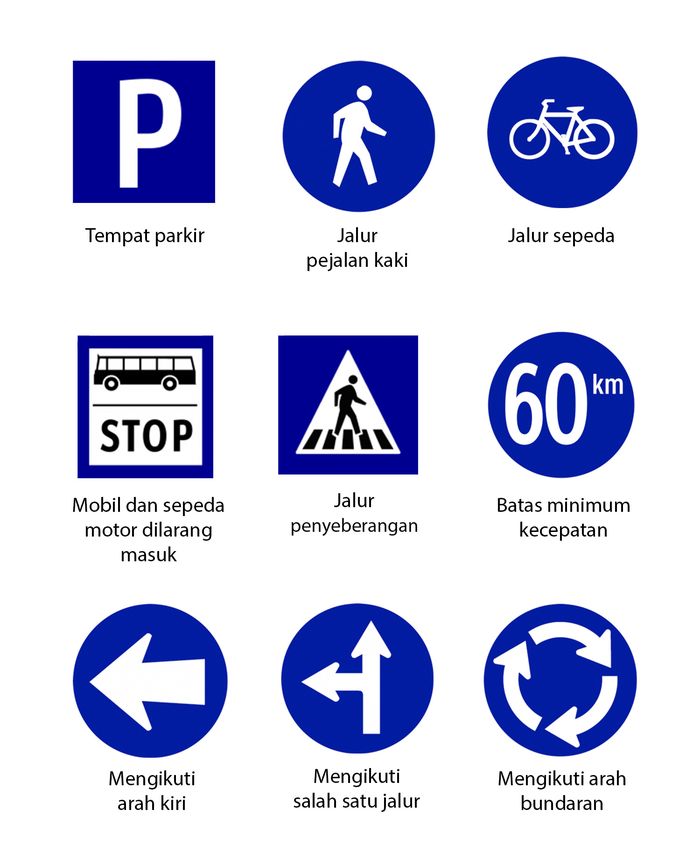 P
Tempat parkir
Jalur
pejalan kaki
Jalur sepeda
STOP
Mobil dan sepeda
motor dilarang
masuk
Jalur
penyeberangan
60 km
Batas minimum
kecepatan
Mengikuti
arah kiri
Mengikuti
salah satu jalur
Mengikuti arah
bundaran